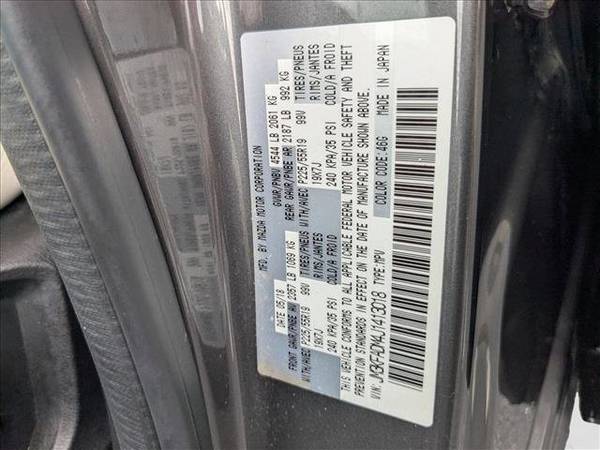 MFD. BY MAZDA MOTOR CORPORATION
DATE 05/18 GVWR/PNBV 4544 LB 2061 KG
FRONT GAWR/PNBE AV 2357 LB 1069 KG REAR GAWR/PNBE AR 2187 LB 992 KG
WITH/AVEC P225/55R19 99V TIRES/PNEUS WITH/AVEC P225/55R19 99V TIRES/PNEUS
19X7J RIMS/JANTES 19X7J RIMS/JANTES
240 KPA/35 PSI COLD/A FROID 240 KPA/35 PSI COLD/A FROID
THIS VEHICLE CONFORMS TO ALL APPLICABLE FEDERAL MOTOR VEHICLE SAFETY AND THEFT
PREVENTION STANDARDS IN EFFECT ON THE DATE OF MANUFACTURE SHOWN ABOVE.
VIN: JM3KFADM4J1413018 TYPE:MPV COLOR CODE:46G MADE IN JAPAN